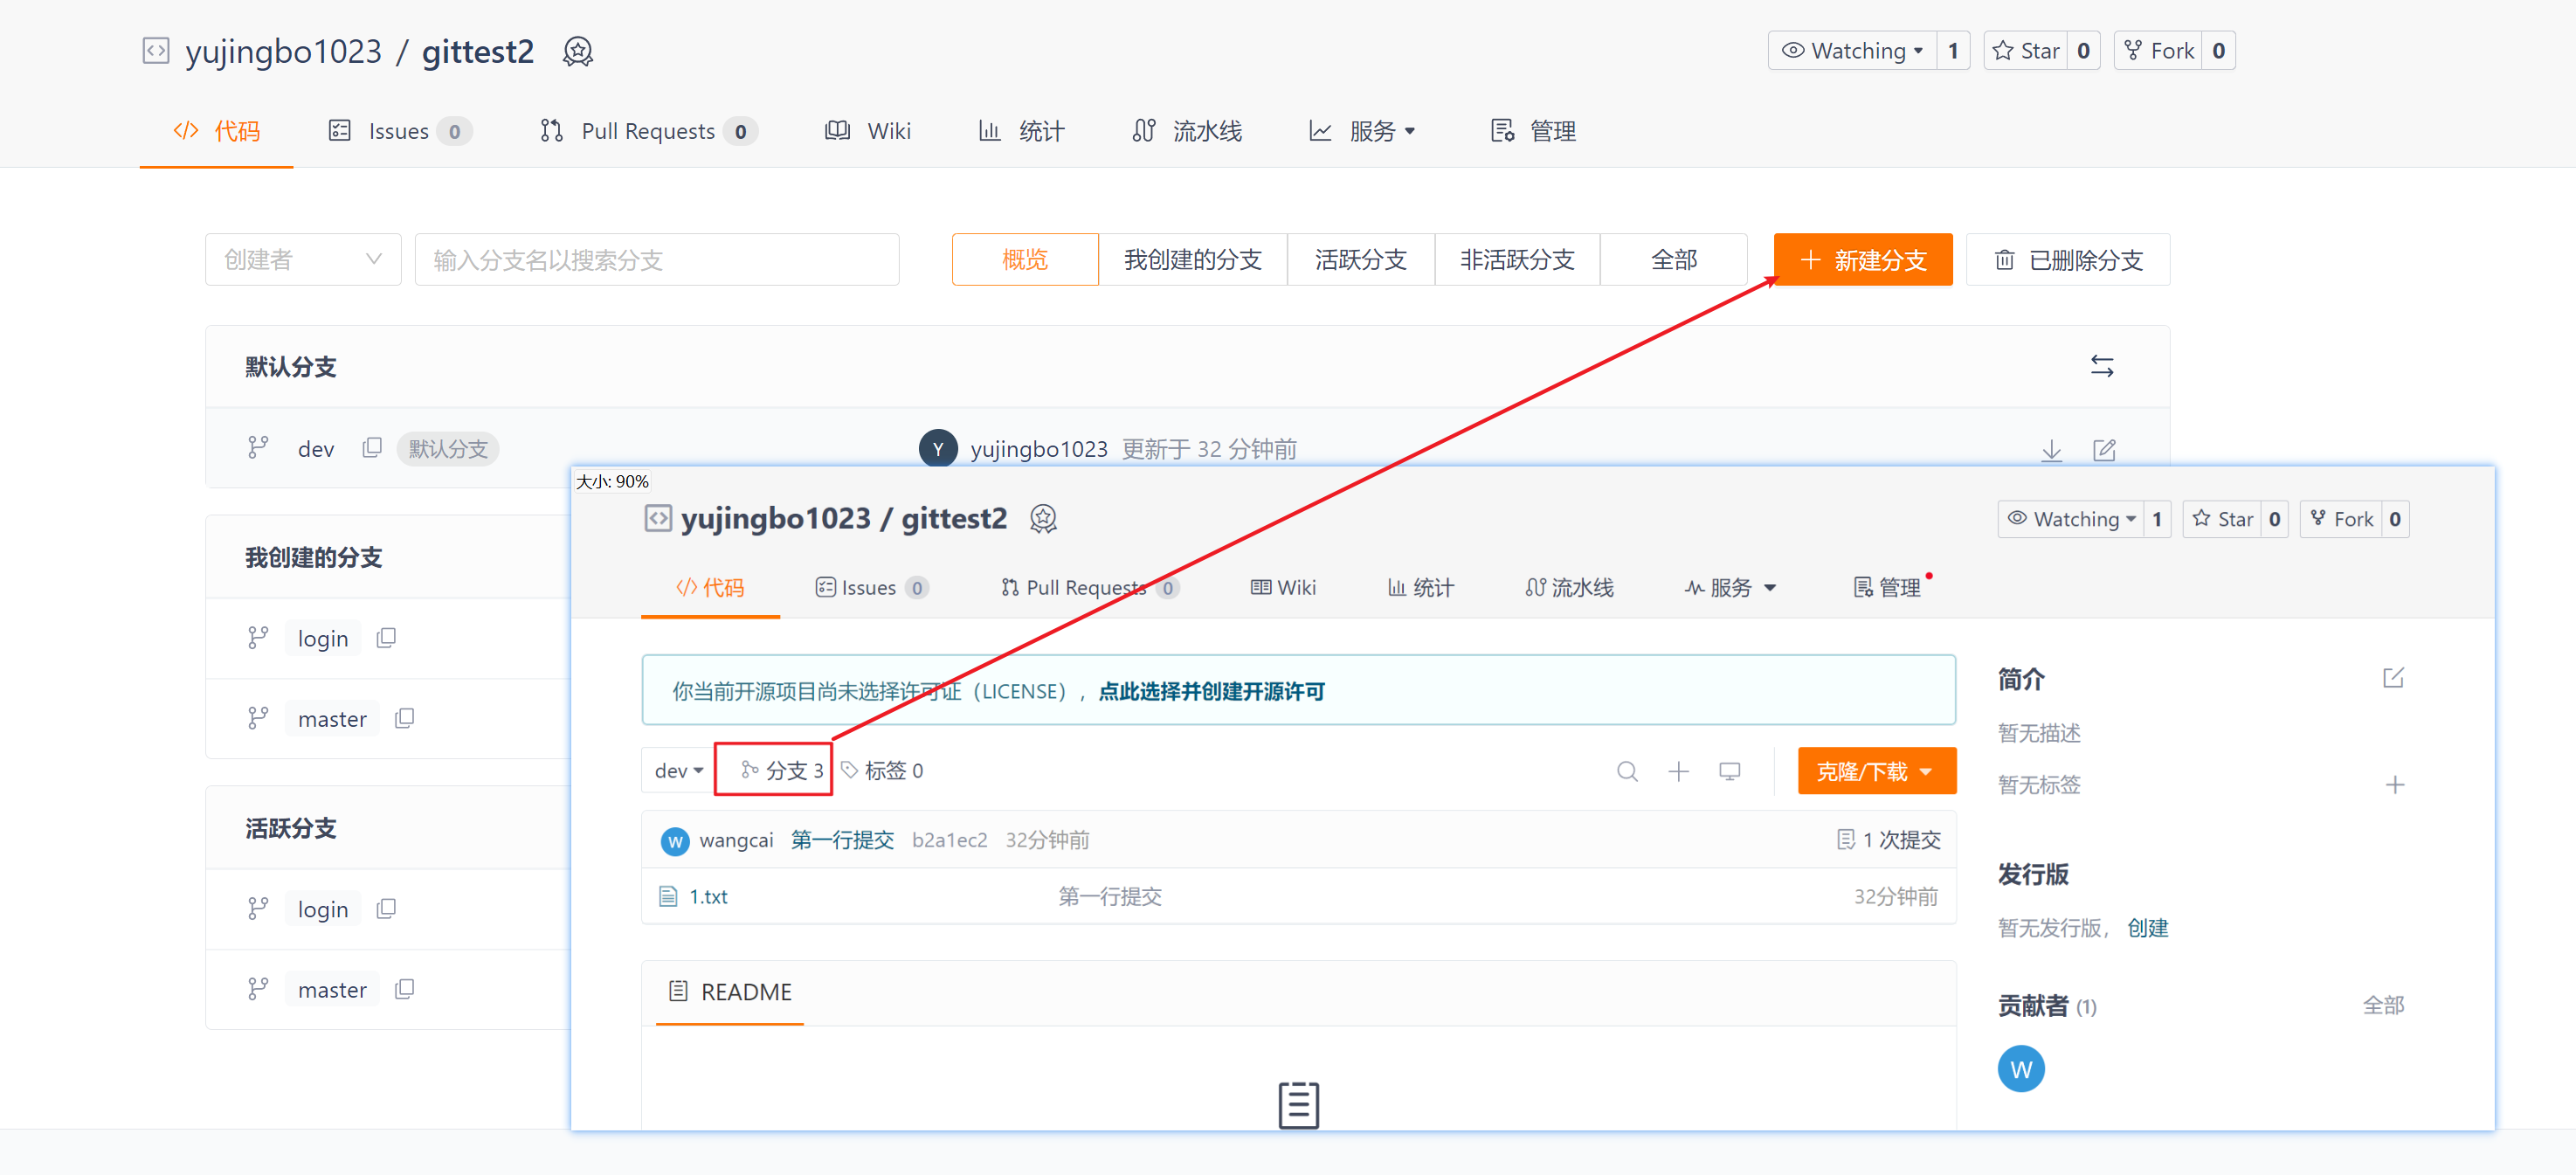 yujingbo1023 / gittest2
Watching 1 Star 0 Fork 0
代码 Issues 0 Pull Requests 0 Wiki 统计 流水线 服务 管理
创建者 输入分支名以搜索分支 概览 我创建的分支 活跃分支 非活跃分支 全部 + 新建分支 已删除分支
默认分支
dev 默认分支 Y yujingbo1023 更新于 32 分钟前
我创建的分支
login
master
活跃分支
login
master
大小: 90%
yujingbo1023 / gittest2
Watching 1 Star 0 Fork 0
代码 Issues 0 Pull Requests 0 Wiki 统计 流水线 服务 管理
你当前开源项目尚未选择许可证（LICENSE），点此选择并创建开源许可
dev 分支 3 标签 0 克隆/下载
W wangcai 第一行提交 b2a1ec2 32分钟前 1 次提交
1.txt 第一行提交 32分钟前
README
简介
暂无描述
暂无标签
发行版
暂无发行版， 创建
贡献者 (1) 全部
W